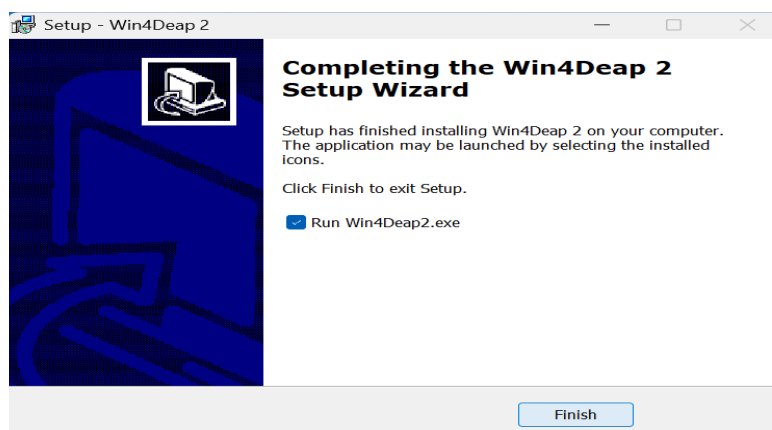 Setup - Win4Deap 2
Completing the Win4Deap 2
Setup Wizard
Setup has finished installing Win4Deap 2 on your computer.
The application may be launched by selecting the installed
icons.
Click Finish to exit Setup.
Run Win4Deap2.exe
Finish